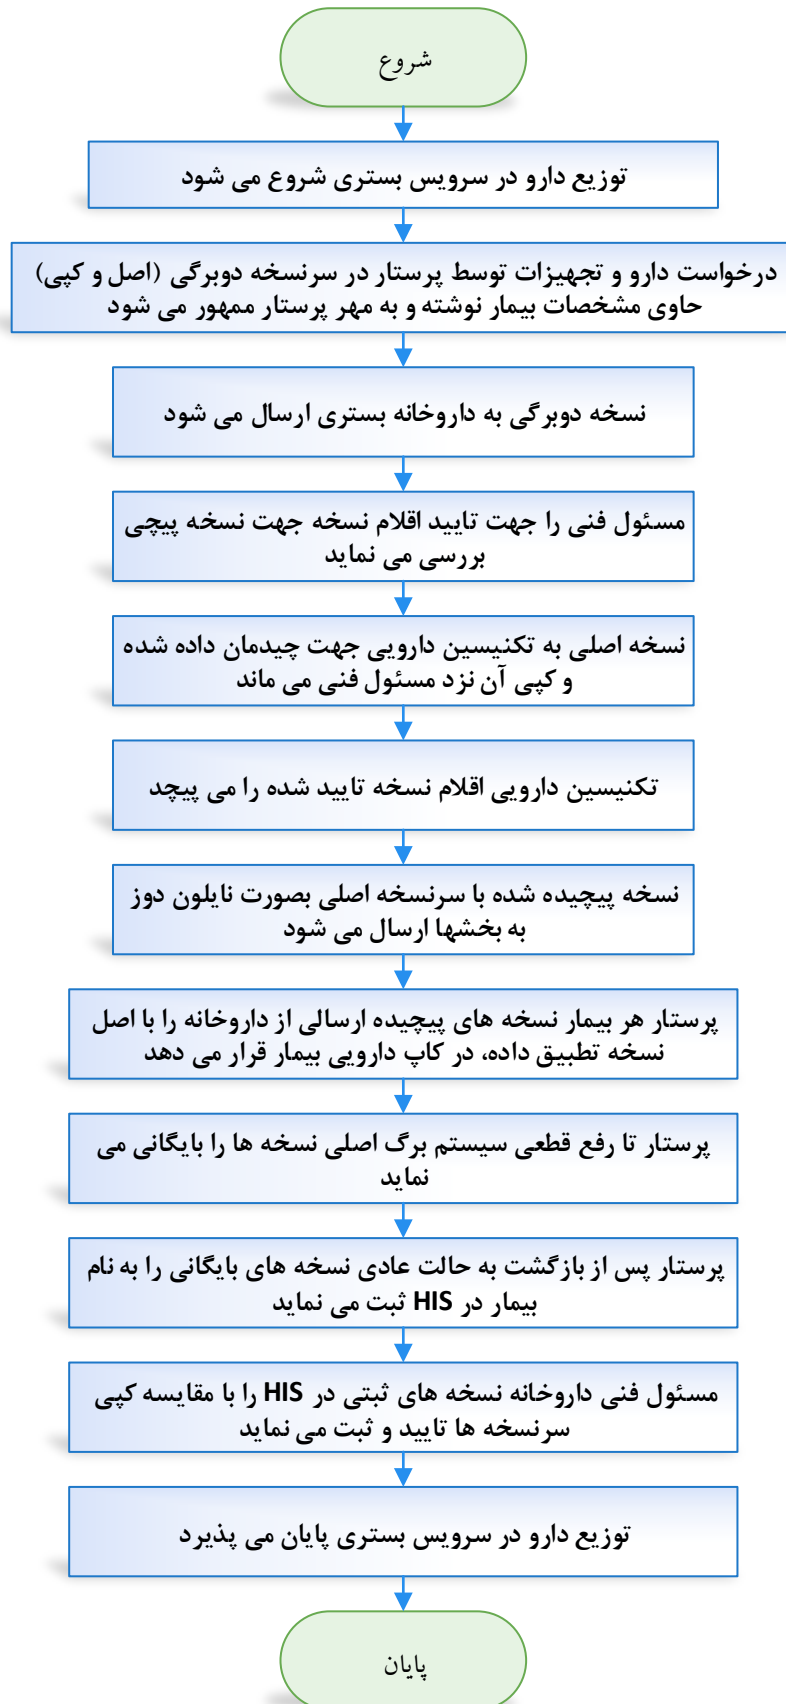 شروع
توزیع دارو در سرویس بستری شروع می شود
درخواست دارو و تجهیزات توسط پرستار در سرنسخه دوبرگی (اصل و کپی)
حاوی مشخصات بیمار نوشته و به مهر پرستار ممهور می شود
نسخه دوبرگی به داروخانه بستری ارسال می شود
مسئول فنی را جهت تایید اقلام نسخه جهت نسخه پیچی
بررسی می نماید
نسخه اصلی به تکنیسین دارویی جهت چیدمان داده شده
و کپی آن نزد مسئول فنی می ماند
تکنیسین دارویی اقلام نسخه تایید شده را می پیچد
نسخه پیچیده شده با سرنسخه اصلی بصورت نایلون دوز
به بخشها ارسال می شود
پرستار هر بیمار نسخه های پیچیده ارسالی از داروخانه را با اصل
نسخه تطبیق داده، در کاپ دارویی بیمار قرار می دهد
پرستار تا رفع قطعی سیستم برگ اصلی نسخه ها را بایگانی می
نماید
پرستار پس از بازگشت به حالت عادی نسخه های بایگانی را به نام
بیمار در HIS ثبت می نماید
مسئول فنی داروخانه نسخه های ثبتی در HIS را با مقایسه کپی
سرنسخه ها تایید و ثبت می نماید
توزیع دارو در سرویس بستری پایان می پذیرد
پایان